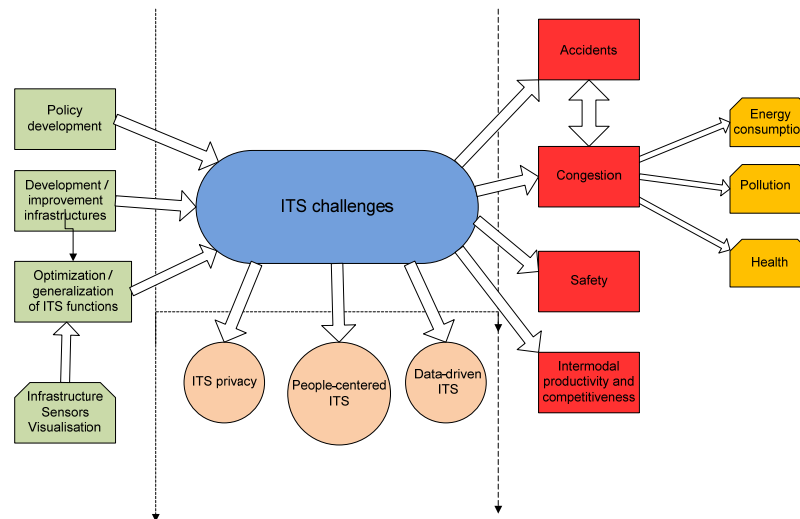 Policy
development
Development /
improvement
infrastructures
Optimization /
generalization
of ITS functions
Infrastructure
Sensors
Visualisation
ITS challenges
ITS privacy
People-centered
ITS
Data-driven
ITS
Accidents
Congestion
Safety
Intermodal
productivity and
competitiveness
Energy
consumption
Pollution
Health